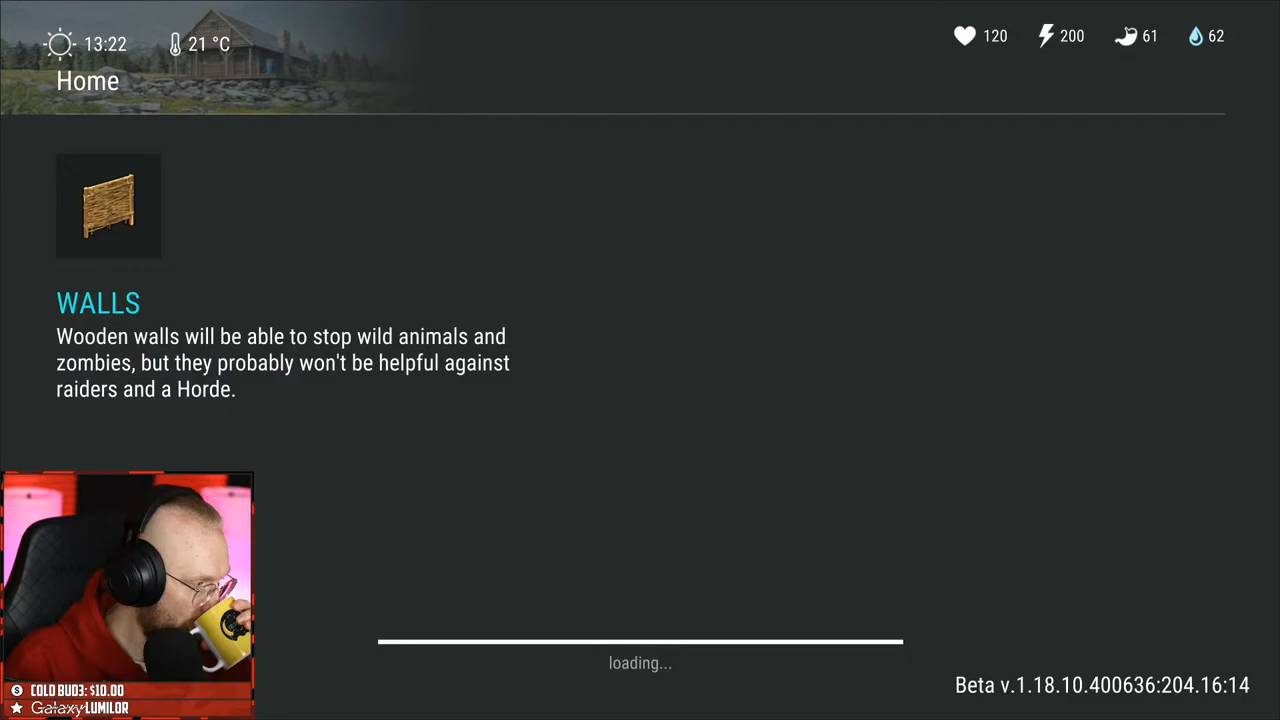 13:22 21 °C
120 200 61 62
Home
WALLS
Wooden walls will be able to stop wild animals and
zombies, but they probably won't be helpful against
raiders and a Horde.
loading...
Beta v.1.18.10.400636:204.16:14
COLD BUD3: $10.00
GalaxyLUMILOR